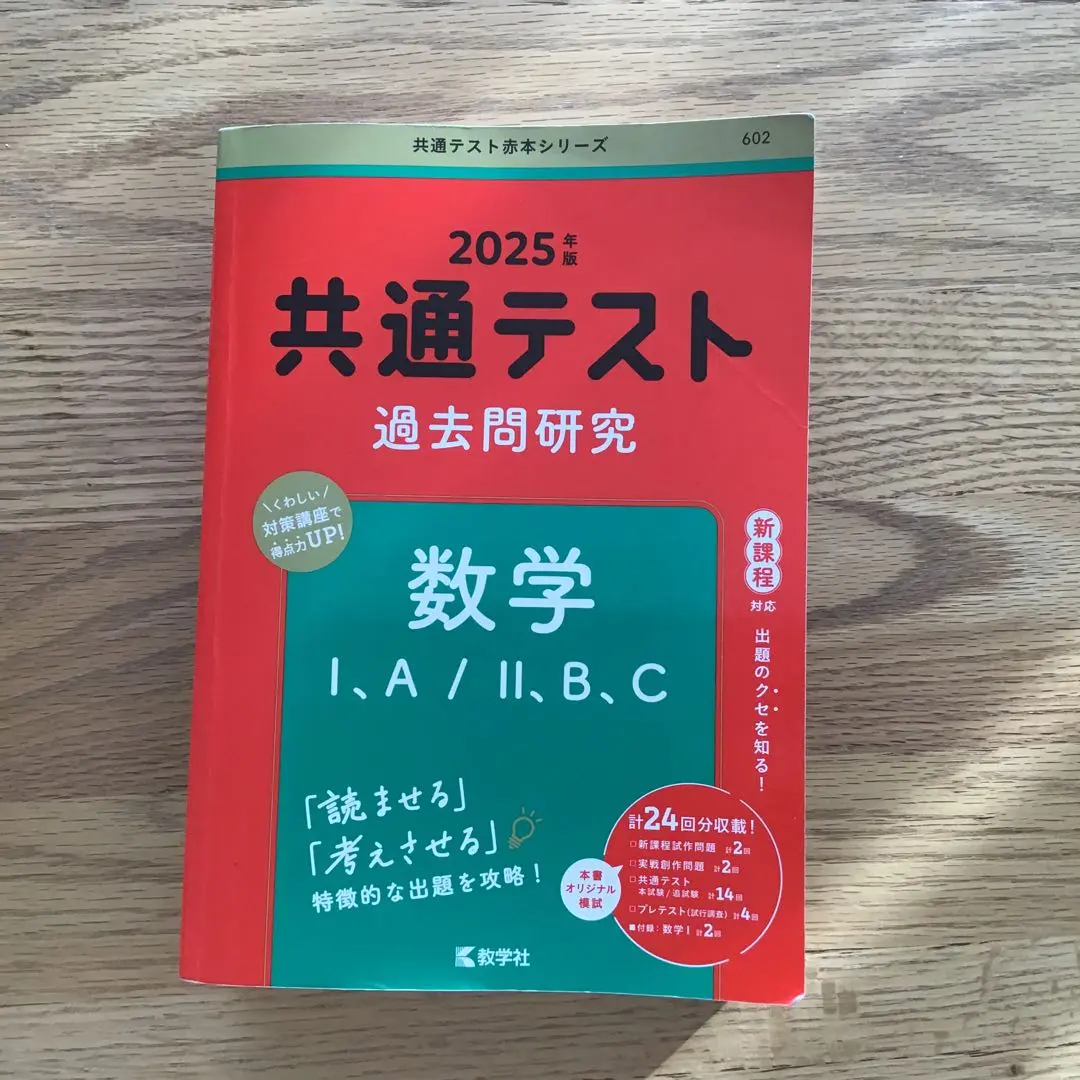 共通テスト赤本シリーズ
602
2025年版
共通テスト
過去問研究
\くわしい/
対策講座で
得点力UP!
数学
I、A / II、B、C
新課程
対応
出題のクセを知る!
「読ませる」
「考えさせる」
特徴的な出題を攻略!
計24回分収載!
□新課程試作問題 計2回
□実戦創作問題 計2回
□共通テスト
本試験/追試験 計14回
□プレテスト(試行調査) 計4回
■付録:数学I 計2回
本書
オリジナル
模試
教学社